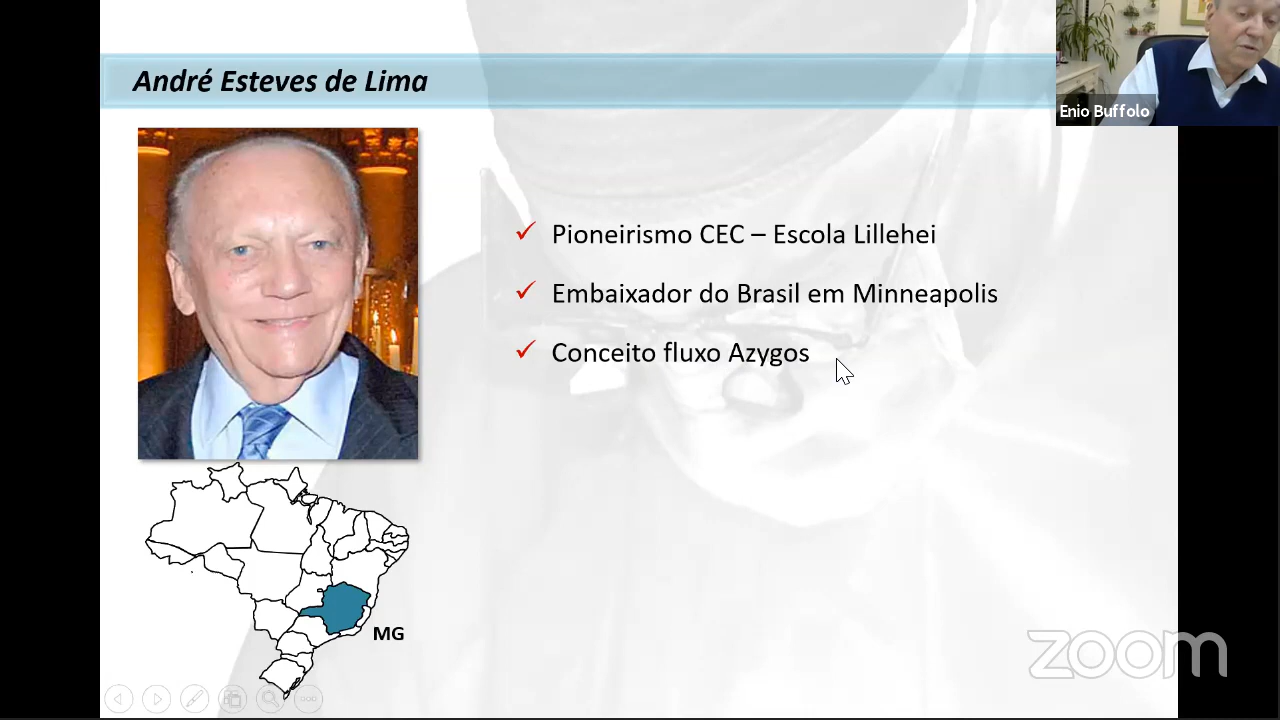 André Esteves de Lima
Enio Buffolo
Pioneirismo CEC – Escola Lillehei
Embaixador do Brasil em Minneapolis
Conceito fluxo Azygos
MG
zoom